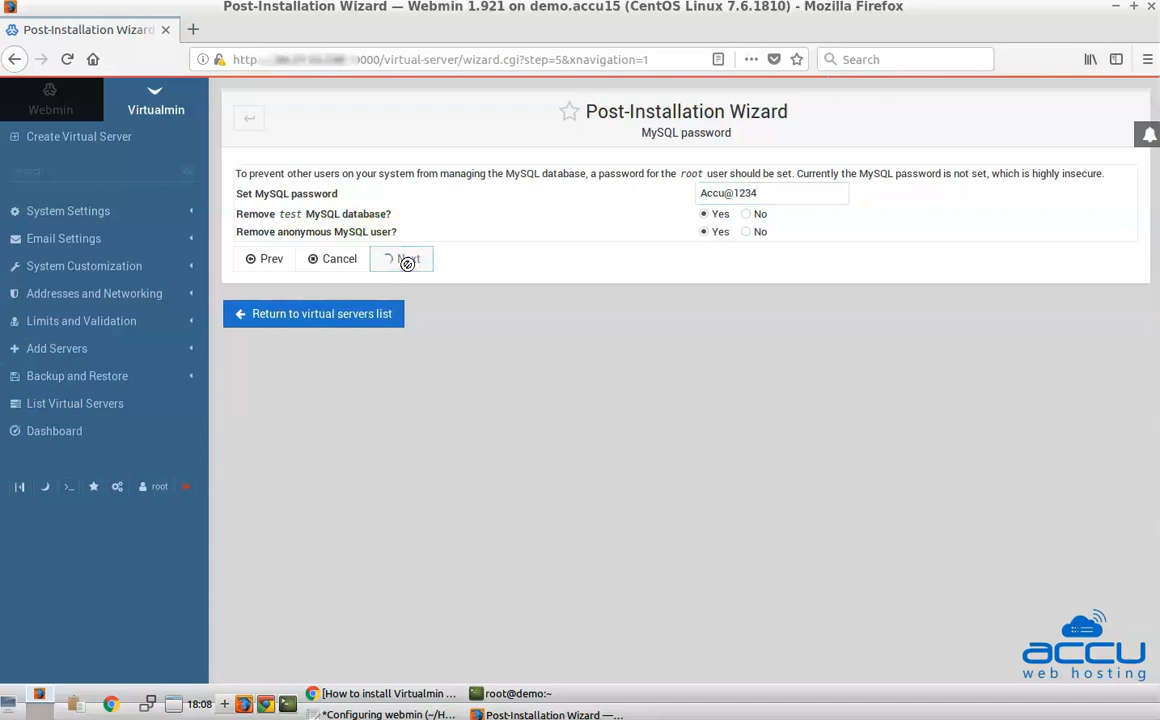 Post-Installation Wizard — Webmin 1.921 on demo.accu15 (CentOS Linux 7.6.1810) - Mozilla Firefox
Post-Installation Wizard
http
000/virtual-server/wizard.cgi?step=5&xnavigation=1
Search
Webmin
Virtualmin
Create Virtual Server
Search
System Settings
Email Settings
System Customization
Addresses and Networking
Limits and Validation
Add Servers
Backup and Restore
List Virtual Servers
Dashboard
root
Post-Installation Wizard
MySQL password
To prevent other users on your system from managing the MySQL database, a password for the root user should be set. Currently the MySQL password is not set, which is highly insecure.
Set MySQL password Accu@1234
Remove test MySQL database? Yes No
Remove anonymous MySQL user? Yes No
Prev Cancel Next
Return to virtual servers list
accu
web hosting
18:08
[How to install Virtualmin ...
root@demo:~
*Configuring webmin (~/H...
Post-Installation Wizard —...